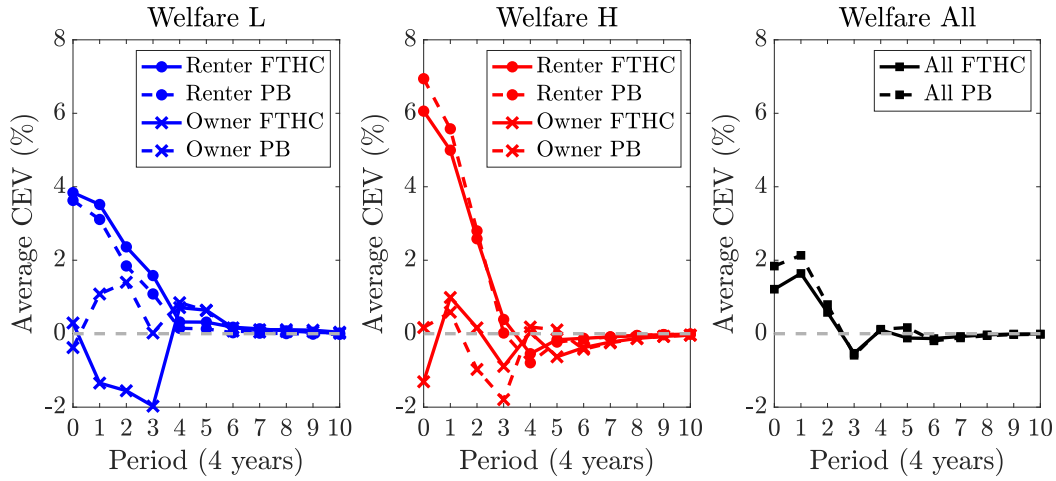 Welfare L
Welfare H
Welfare All
Average CEV (%)
8
6
4
2
0
-2
Renter FTHC
Renter PB
Owner FTHC
Owner PB
0 1 2 3 4 5 6 7 8 9 10
Period (4 years)
Average CEV (%)
8
6
4
2
0
-2
Renter FTHC
Renter PB
Owner FTHC
Owner PB
0 1 2 3 4 5 6 7 8 9 10
Period (4 years)
Average CEV (%)
8
6
4
2
0
-2
All FTHC
All PB
0 1 2 3 4 5 6 7 8 9 10
Period (4 years)